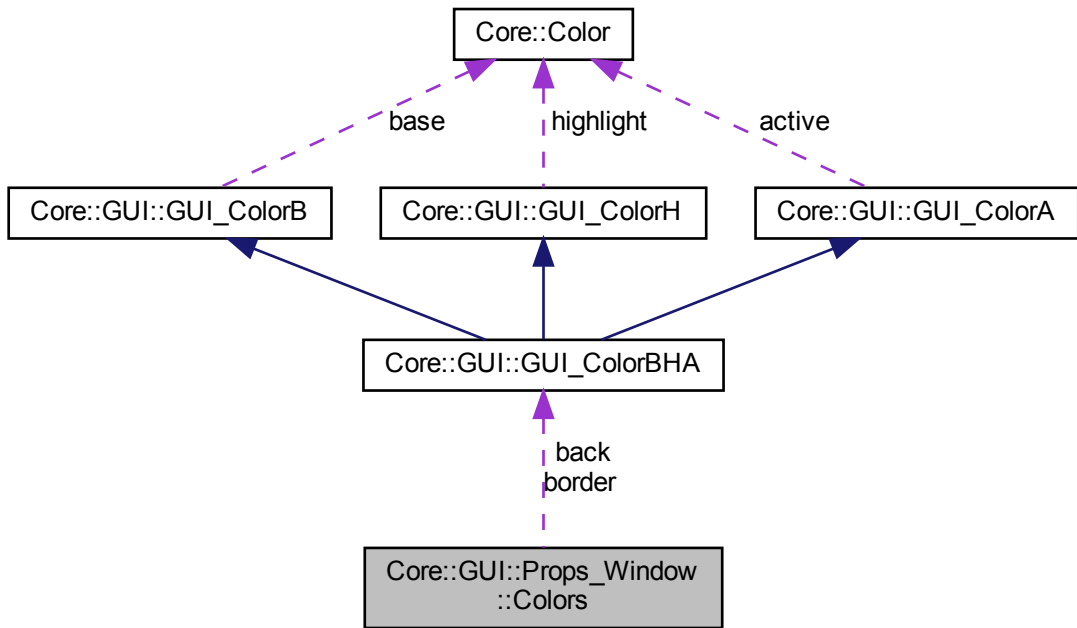 Core::Color
base
highlight
active
Core::GUI::GUI_ColorB
Core::GUI::GUI_ColorH
Core::GUI::GUI_ColorA
Core::GUI::GUI_ColorBHA
back
border
Core::GUI::Props_Window
::Colors